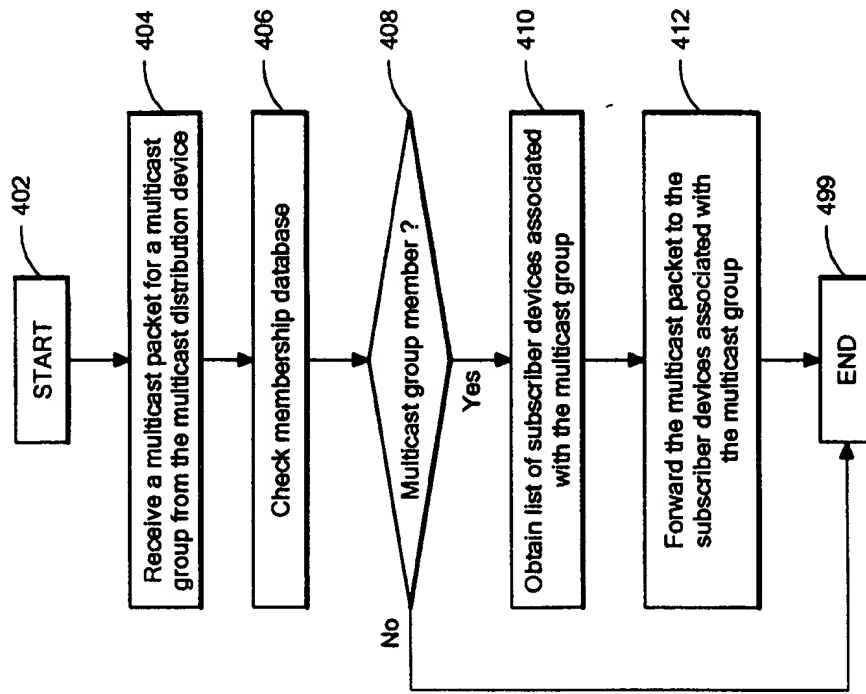 START
402
Receive a multicast packet for a multicast
group from the multicast distribution device
404
Check membership database
406
Multicast group member ?
408
No
Yes
Obtain list of subscriber devices associated
with the multicast group
410
Forward the multicast packet to the
subscriber devices associated with
the multicast group
412
END
499